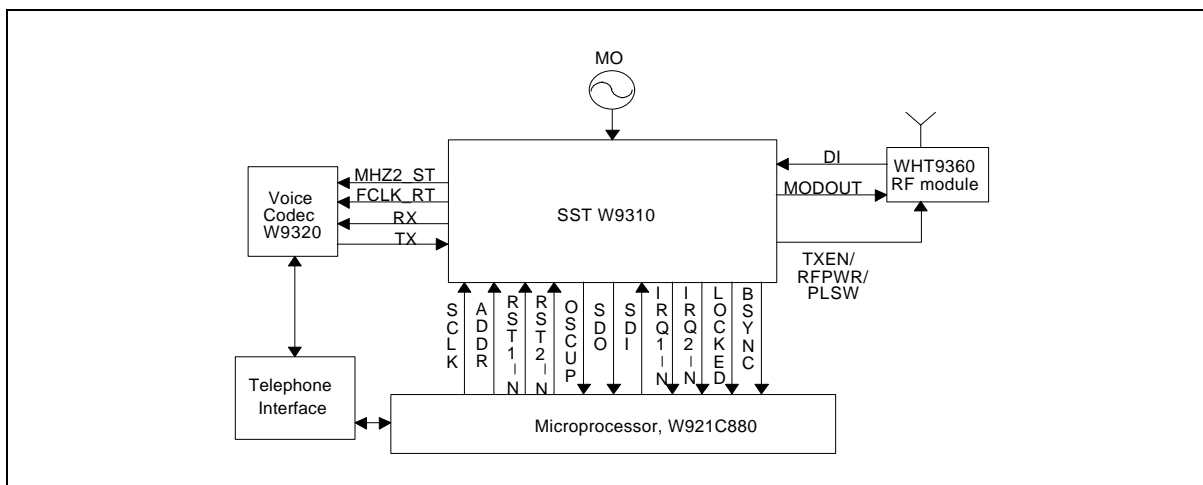 MO
DI
WHT9360
RF module
MODOUT
MHZ2_ST
FCLK_RT
RX
TX
Voice
Codec
W9320
SST W9310
TXEN/
RFPWR/
PLSW
SCLK
ADDR
RST1_N
RST2_N
OSCUP
SDO
SDI
IRQ1_N
IRQ2_N
LOCKED
BSYNC
Telephone
Interface
Microprocessor, W921C880